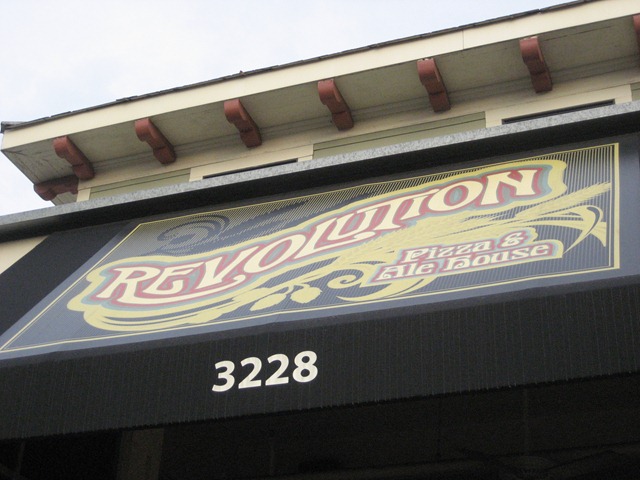 REVOLUTION
Pizza &
Ale House
3228